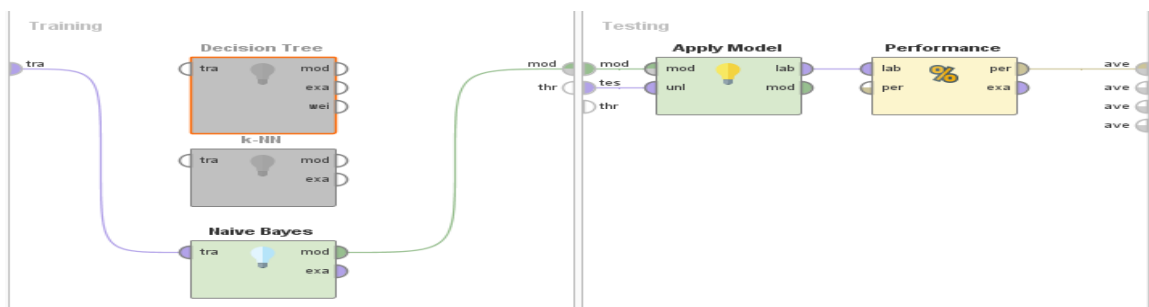 Training
Testing
tra
Decision Tree
tra mod
exa
wei
k-NN
tra mod
exa
Naive Bayes
tra mod
exa
mod
thr
mod
tes
thr
Apply Model
mod lab
unl mod
Performance
% 
lab per
per exa
ave
ave
ave
ave